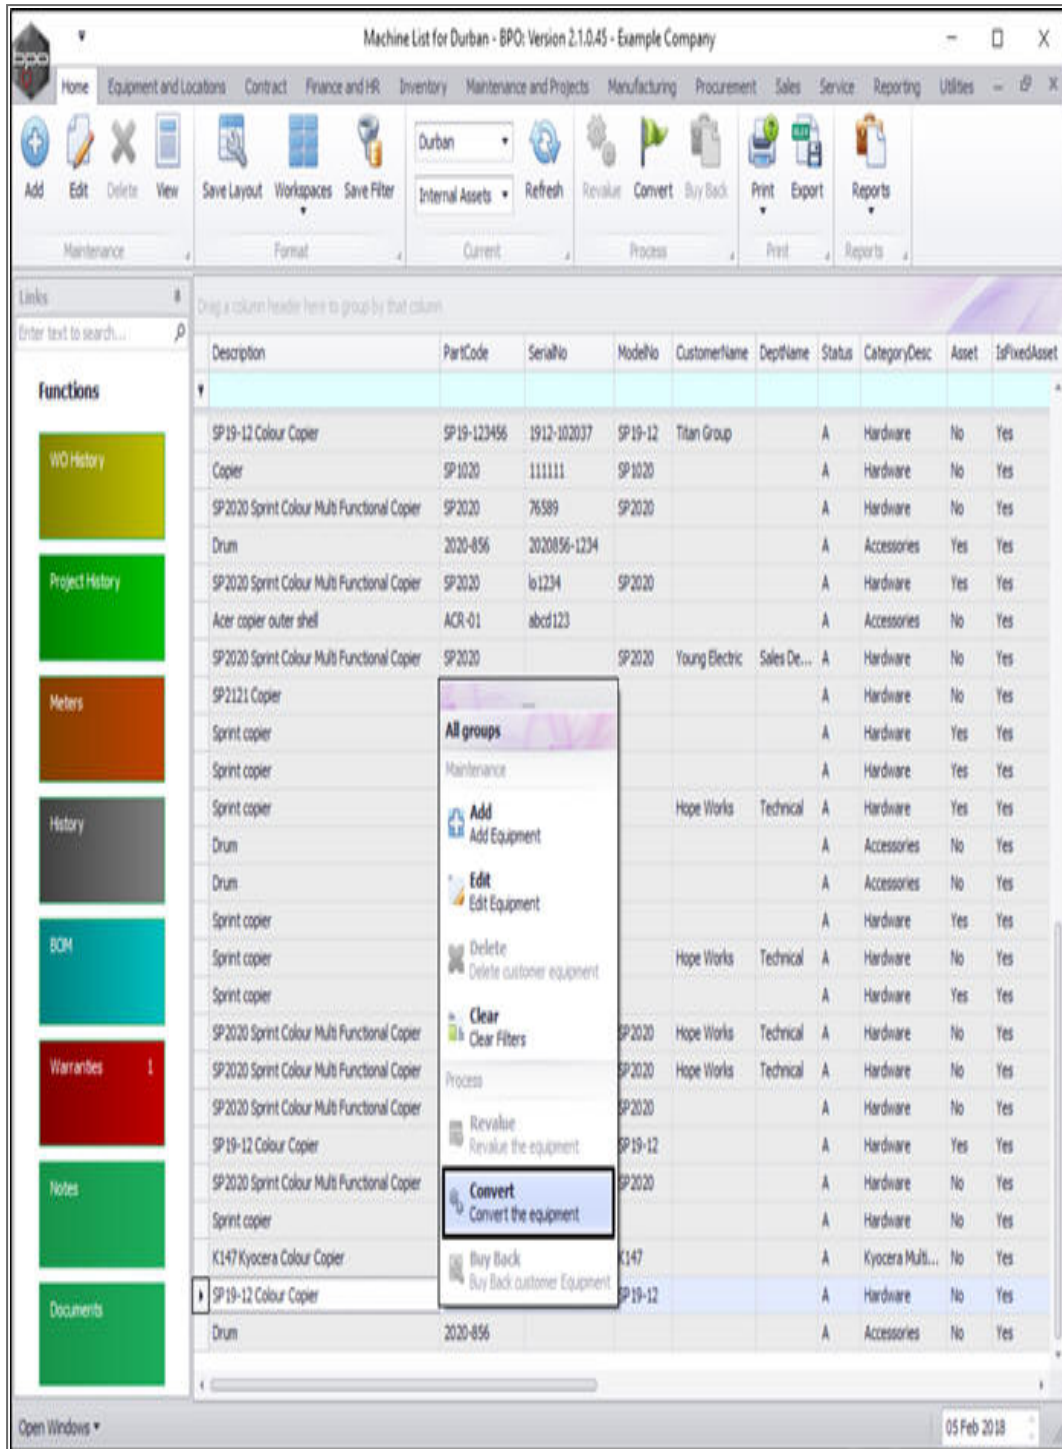 Machine List for Durban - BPO: Version 2.1.0.45 - Example Company
bpo
Home Equipment and Locations Contract Finance and HR Inventory Maintenance and Projects Manufacturing Procurement Sales Service Reporting Utilities
Durban
Internal Assets
Add Edit Delete View Save Layout Workspaces Save Filter Refresh Revalue Convert Buy Back Print Export Reports
Maintenance Format Current Process Print Reports
Links
Drag a column header here to group by that column
Enter text to search...
Description PartCode SerialNo ModelNo CustomerName DeptName Status CategoryDesc Asset IsFixedAsset
Functions
SP19-12 Colour Copier SP19-123456 1912-102037 SP19-12 Titan Group A Hardware No Yes
WO History
Copier SP1020 111111 SP1020 A Hardware No Yes
SP2020 Sprint Colour Multi Functional Copier SP2020 76589 SP2020 A Hardware No Yes
Drum 2020-856 2020856-1234 A Accessories Yes Yes
Project History
SP2020 Sprint Colour Multi Functional Copier SP2020 lo1234 SP2020 A Hardware Yes Yes
Acer copier outer shell ACR-01 abcd123 A Accessories No Yes
SP2020 Sprint Colour Multi Functional Copier SP2020 SP2020 Young Electric Sales De... A Hardware No Yes
Meters
SP2121 Copier A Hardware No Yes
Sprint copier A Hardware Yes Yes
Sprint copier A Hardware Yes Yes
Sprint copier Hope Works Technical A Hardware Yes Yes
History
Drum A Accessories No Yes
Drum A Accessories No Yes
Sprint copier A Hardware Yes Yes
BOM
Sprint copier Hope Works Technical A Hardware No Yes
Sprint copier A Hardware Yes Yes
SP2020 Sprint Colour Multi Functional Copier SP2020 Hope Works Technical A Hardware No Yes
Warranties 1
SP2020 Sprint Colour Multi Functional Copier SP2020 Hope Works Technical A Hardware No Yes
SP2020 Sprint Colour Multi Functional Copier SP2020 A Hardware No Yes
SP19-12 Colour Copier SP19-12 A Hardware Yes Yes
Notes
SP2020 Sprint Colour Multi Functional Copier SP2020 A Hardware No Yes
Sprint copier A Hardware No Yes
K147 Kyocera Colour Copier K147 A Kyocera Multi... No Yes
SP19-12 Colour Copier SP19-12 A Hardware No Yes
Documents
Drum 2020-856 A Accessories No Yes
All groups
Maintenance
Add
Add Equipment
Edit
Edit Equipment
Delete
Delete customer equipment
Clear
Clear Filters
Process
Revalue
Revalue the equipment
Convert
Convert the equipment
Buy Back
Buy Back customer Equipment
Open Windows
05 Feb 2018